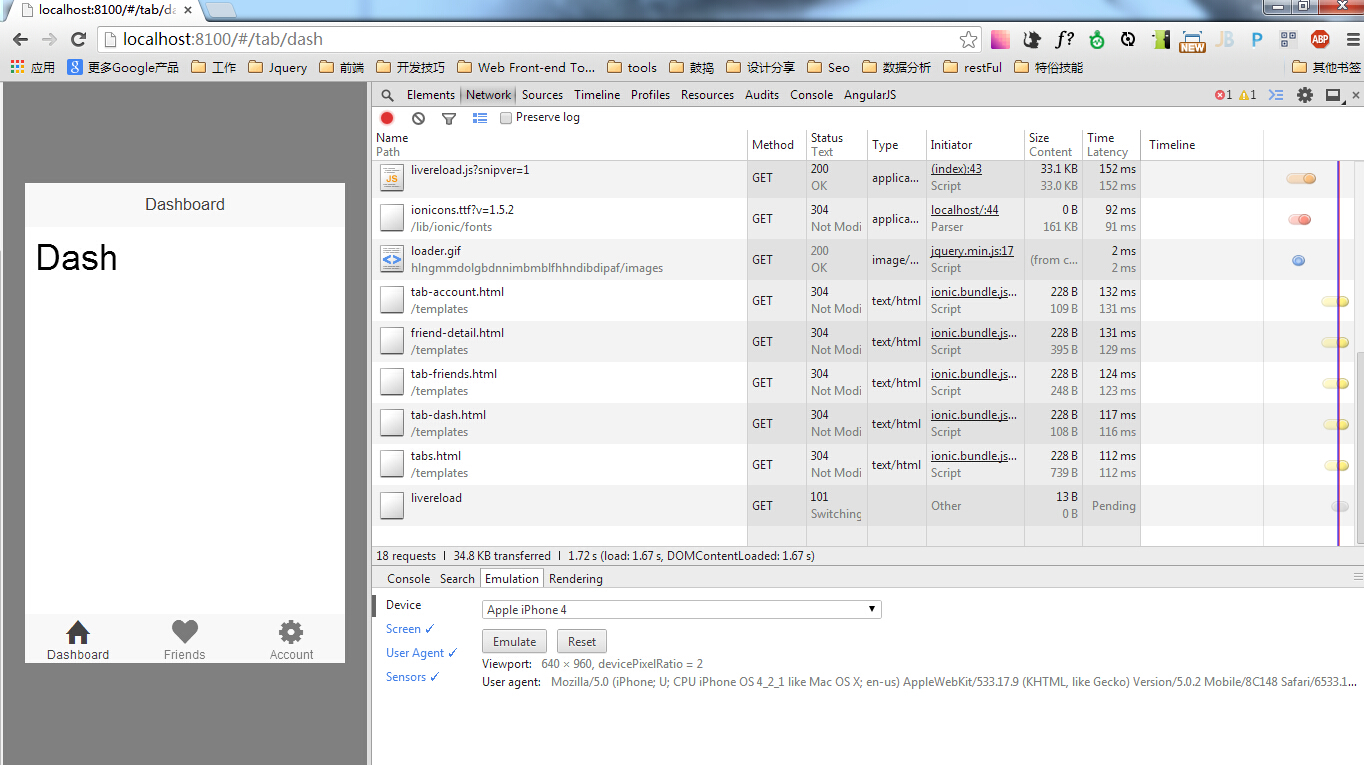 localhost:8100/#/tab/da
localhost:8100/#/tab/dash
f?
NEW
JB
P
ABP
应用
8 更多Google产品
工作
Jquery
前端
开发技巧
Web Front-end To...
tools
鼓捣
设计分享
Seo
数据分析
restFul
特俗技能
其他书签
Dashboard
Dash
Dashboard
Friends
Account
Elements Network Sources Timeline Profiles Resources Audits Console AngularJS
1 1
Preserve log
Name
Path
Method
Status
Text
Type
Initiator
Size
Content
Time
Latency
Timeline
JS
livereload.js?snipver=1
GET
200
OK
applica...
(index):43
Script
33.1 KB
33.0 KB
152 ms
152 ms
ionicons.ttf?v=1.5.2
/lib/ionic/fonts
GET
304
Not Modi
applica...
localhost/:44
Parser
0 B
161 KB
92 ms
91 ms
loader.gif
hlngmmdolgbdnnimbmblfhhndibdipaf/images
GET
200
OK
image/...
jquery.min.js:17
Script
(from c...
2 ms
2 ms
tab-account.html
/templates
GET
304
Not Modi
text/html
ionic.bundle.js...
Script
228 B
109 B
132 ms
131 ms
friend-detail.html
/templates
GET
304
Not Modi
text/html
ionic.bundle.js...
Script
228 B
395 B
131 ms
129 ms
tab-friends.html
/templates
GET
304
Not Modi
text/html
ionic.bundle.js...
Script
228 B
248 B
124 ms
123 ms
tab-dash.html
/templates
GET
304
Not Modi
text/html
ionic.bundle.js...
Script
228 B
108 B
117 ms
116 ms
tabs.html
/templates
GET
304
Not Modi
text/html
ionic.bundle.js...
Script
228 B
739 B
112 ms
112 ms
livereload
GET
101
Switching
Other
13 B
0 B
Pending
18 requests | 34.8 KB transferred | 1.72 s (load: 1.67 s, DOMContentLoaded: 1.67 s)
Console Search Emulation Rendering
Device
Screen ✓
User Agent ✓
Sensors ✓
Apple iPhone 4
Emulate
Reset
Viewport: 640 × 960, devicePixelRatio = 2
User agent: Mozilla/5.0 (iPhone; U; CPU iPhone OS 4_2_1 like Mac OS X; en-us) AppleWebKit/533.17.9 (KHTML, like Gecko) Version/5.0.2 Mobile/8C148 Safari/6533.1...